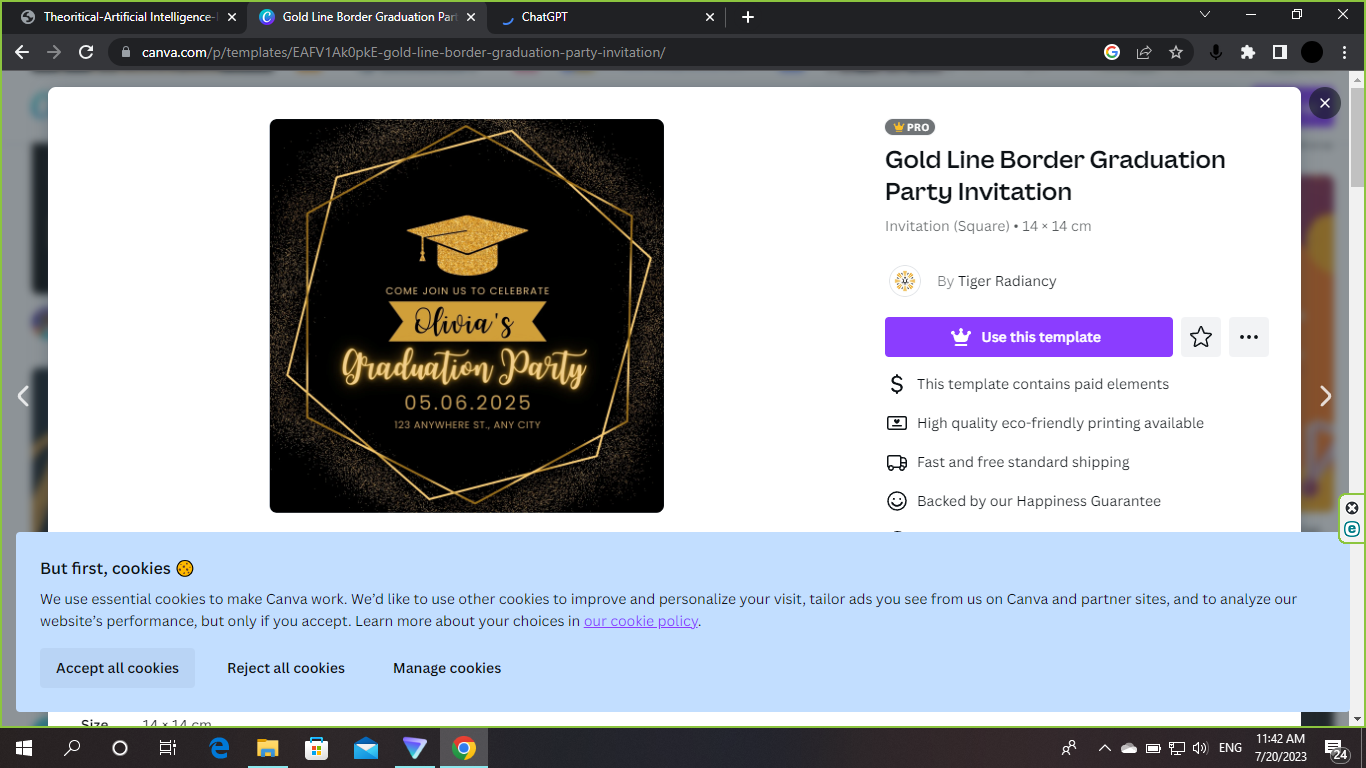 Theoritical-Artificial Intelligence-
Gold Line Border Graduation Par
ChatGPT
canva.com/p/templates/EAFV1Ak0pkE-gold-line-border-graduation-party-invitation/
COME JOIN US TO CELEBRATE
Olivia's
Graduation Party
05.06.2025
123 ANYWHERE ST., ANY CITY
PRO
Gold Line Border Graduation
Party Invitation
Invitation (Square) • 14 × 14 cm
By Tiger Radiancy
Use this template
This template contains paid elements
High quality eco-friendly printing available
Fast and free standard shipping
Backed by our Happiness Guarantee
But first, cookies
We use essential cookies to make Canva work. We’d like to use other cookies to improve and personalize your visit, tailor ads you see from us on Canva and partner sites, and to analyze our
website’s performance, but only if you accept. Learn more about your choices in our cookie policy.
Accept all cookies
Reject all cookies
Manage cookies
Size 14 × 14 cm
ENG
11:42 AM
7/20/2023
24